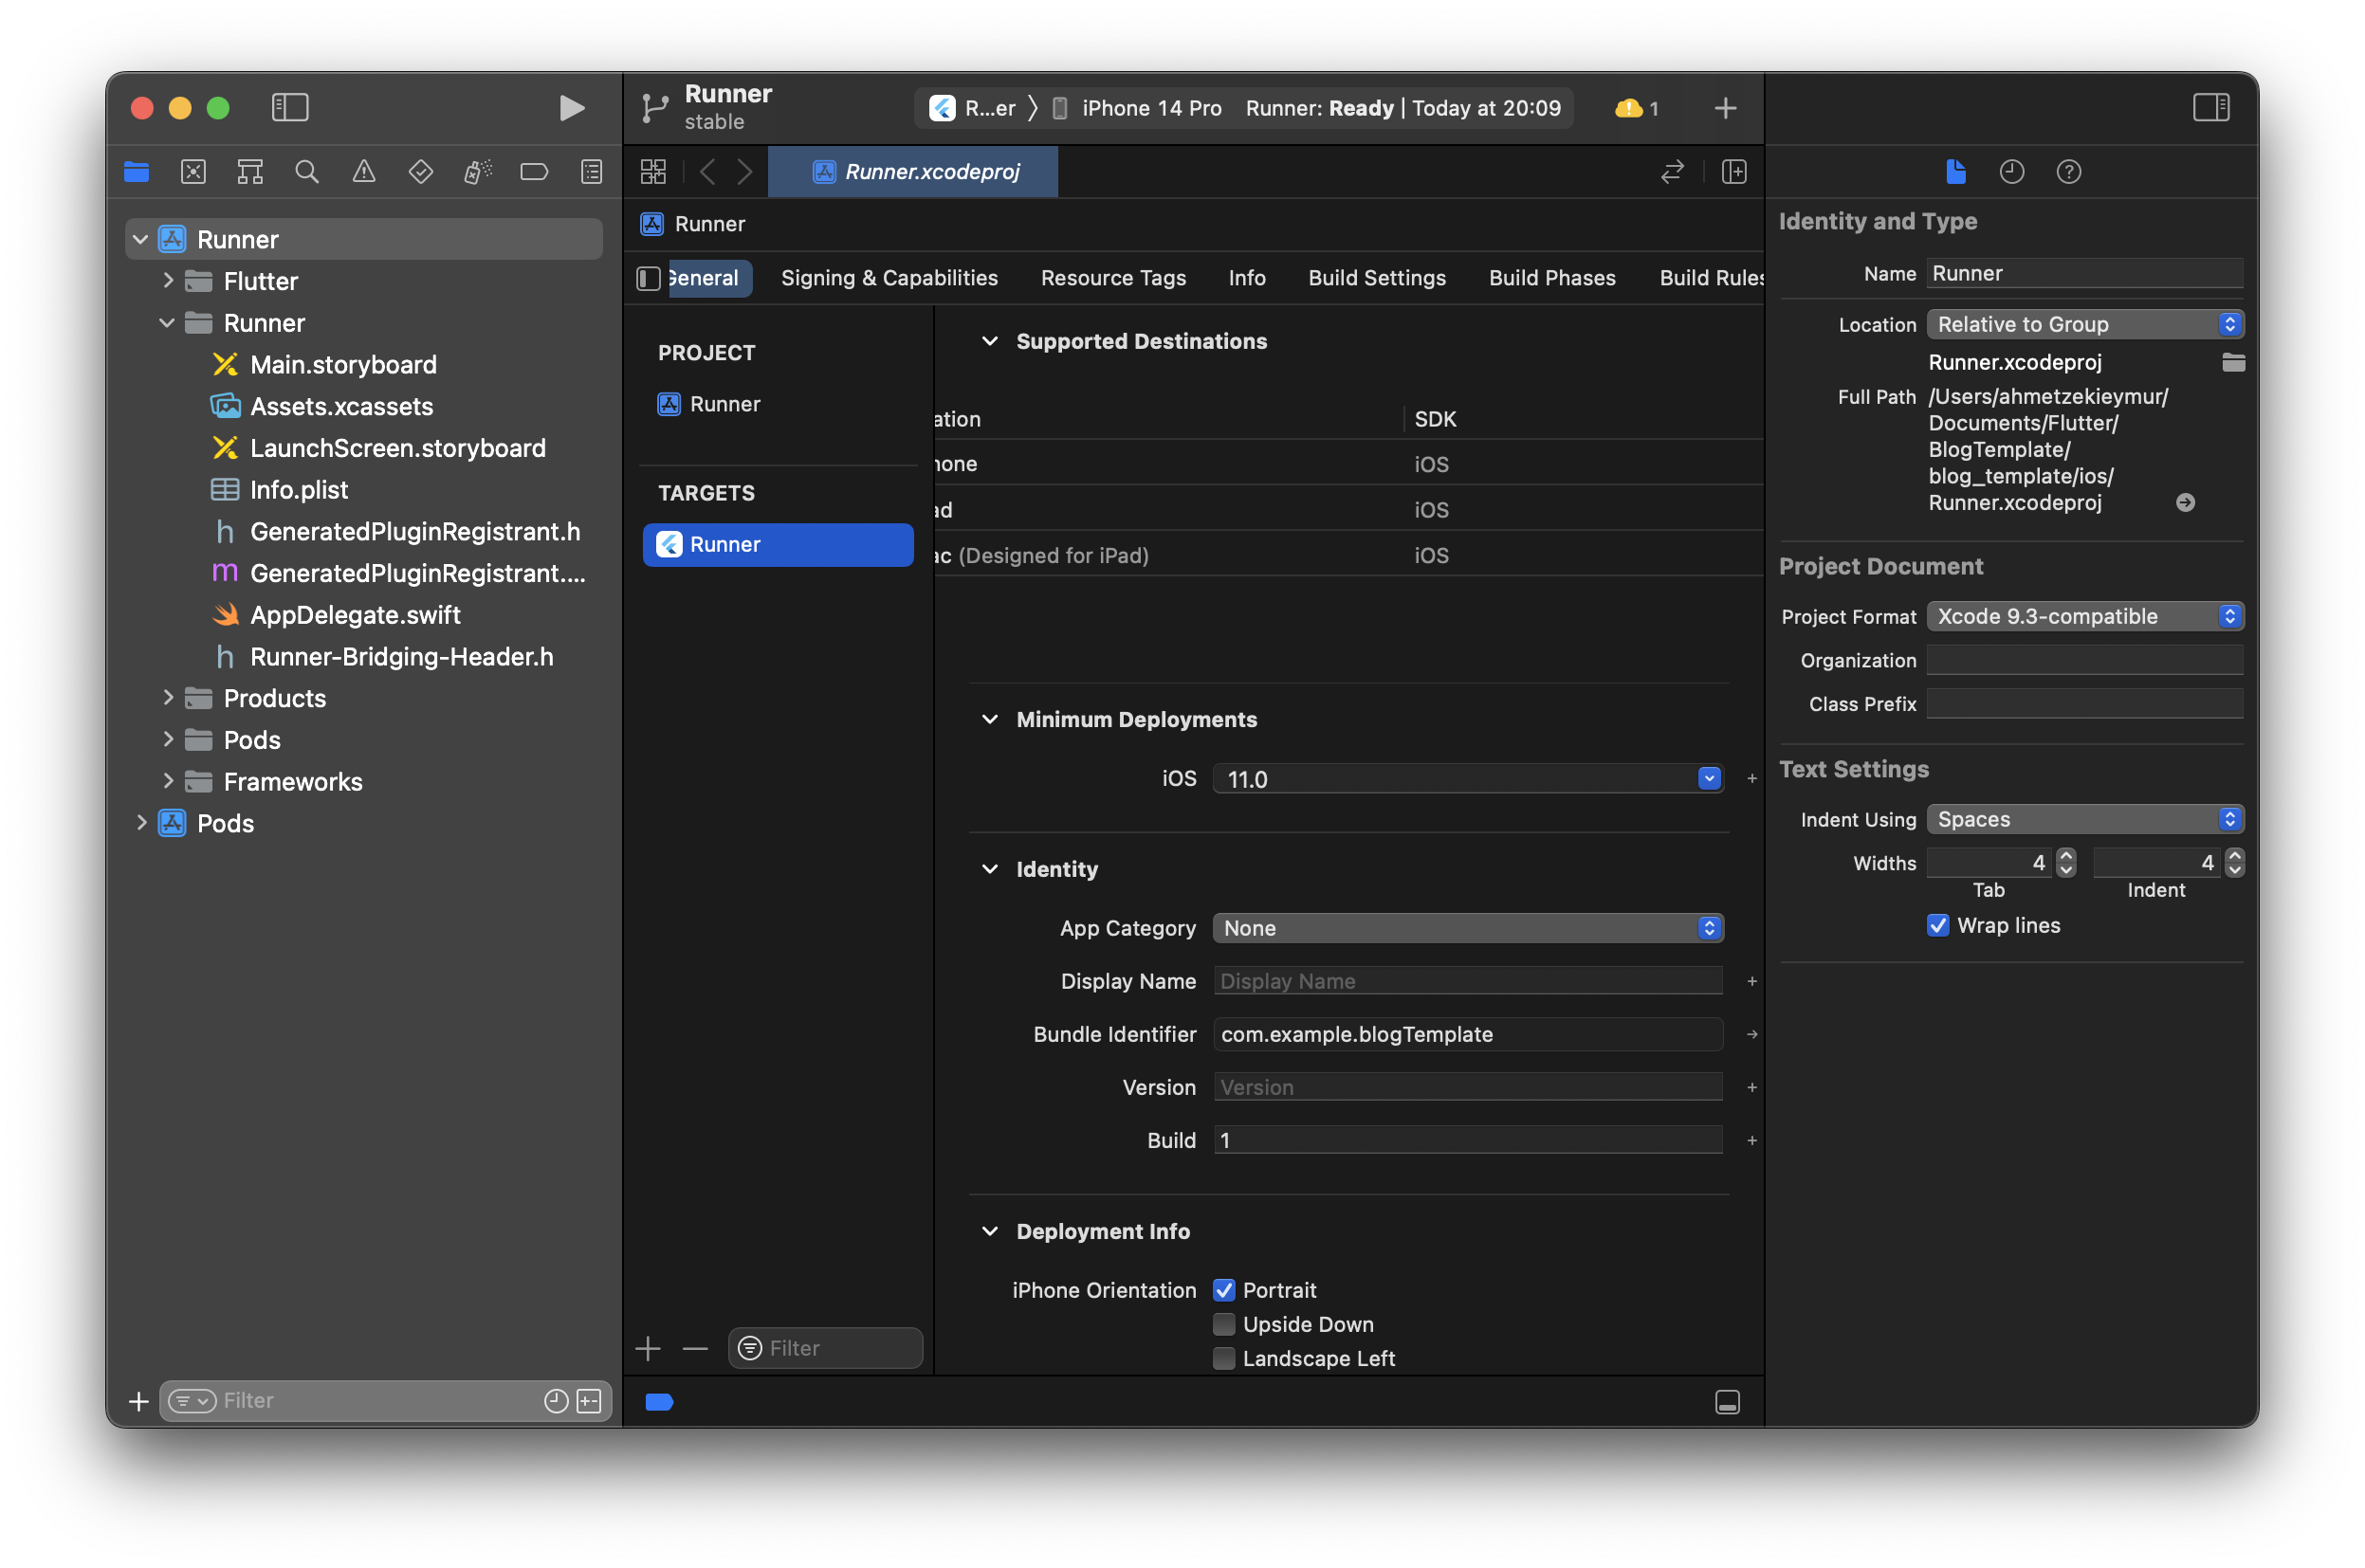 Runner
stable
R...er
iPhone 14 Pro
Runner: Ready | Today at 20:09
1
Runner
Flutter
Runner
Main.storyboard
Assets.xcassets
LaunchScreen.storyboard
Info.plist
h GeneratedPluginRegistrant.h
m GeneratedPluginRegistrant....
AppDelegate.swift
h Runner-Bridging-Header.h
Products
Pods
Frameworks
Pods
Filter
Runner.xcodeproj
Runner
General
Signing & Capabilities
Resource Tags
Info
Build Settings
Build Phases
Build Rules
PROJECT
Runner
TARGETS
Runner
Filter
Supported Destinations
ation SDK
hone iOS
ad iOS
ac (Designed for iPad) iOS
Minimum Deployments
iOS 11.0
Identity
App Category None
Display Name Display Name
Bundle Identifier com.example.blogTemplate
Version Version
Build 1
Deployment Info
iPhone Orientation Portrait
Upside Down
Landscape Left
Identity and Type
Name Runner
Location Relative to Group
Runner.xcodeproj
Full Path /Users/ahmetzekieymur/
Documents/Flutter/
BlogTemplate/
blog_template/ios/
Runner.xcodeproj
Project Document
Project Format Xcode 9.3-compatible
Organization
Class Prefix
Text Settings
Indent Using Spaces
Widths 4 4
Tab Indent
Wrap lines